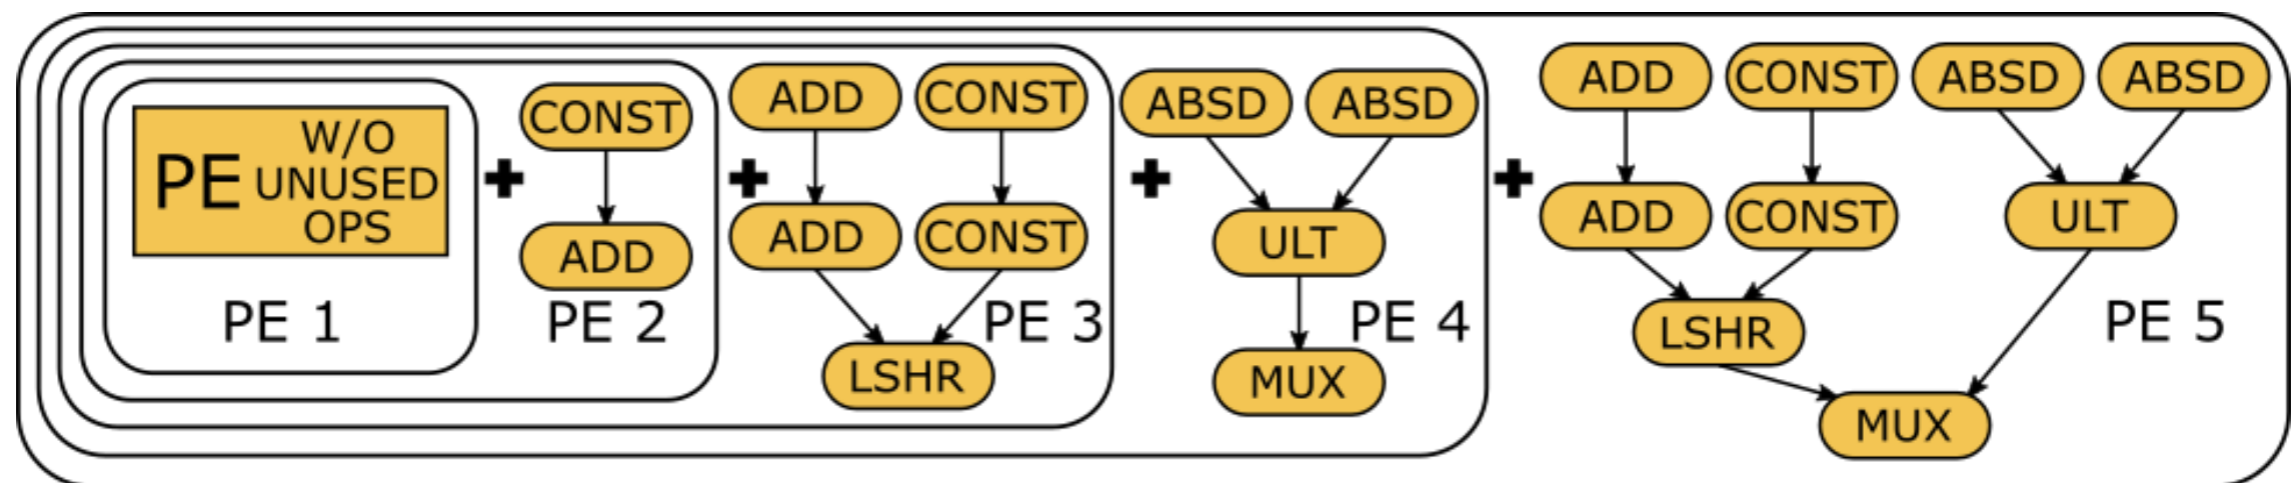 PE W/O UNUSED OPS
PE 1
+
CONST
ADD
PE 2
+
ADD CONST
ADD CONST
LSHR
PE 3
+
ABSD ABSD
ULT
MUX
PE 4
+
ADD CONST ABSD ABSD
ADD CONST ULT
LSHR
MUX
PE 5